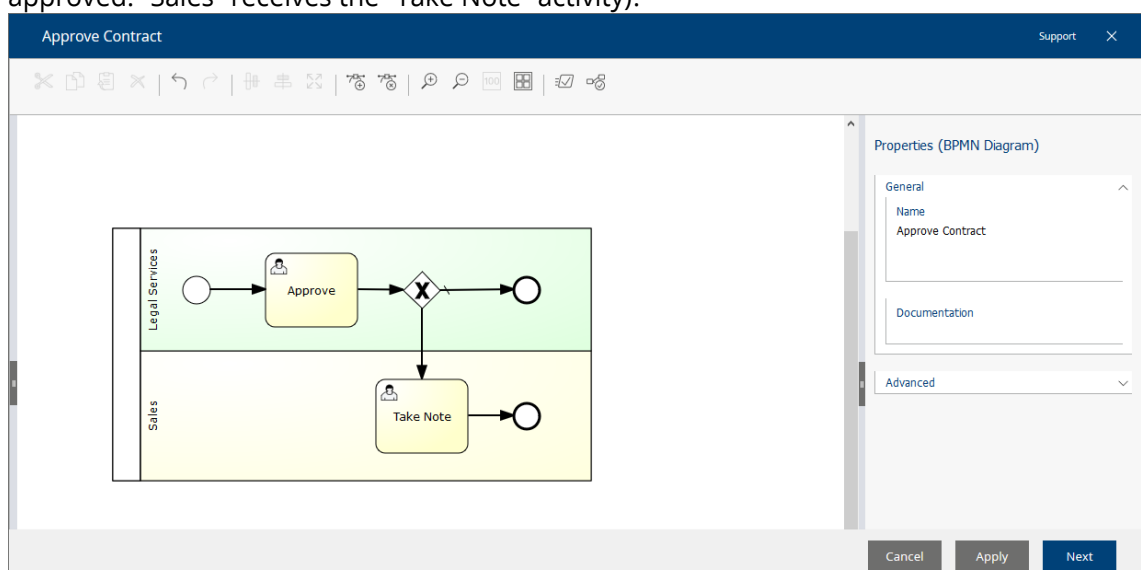 approved. "Sales" receives the "Take Note" activity).
Approve Contract
Support
100
Properties (BPMN Diagram)
General
Name
Approve Contract
Documentation
Advanced
Legal Services
Approve
X
Sales
Take Note
Cancel
Apply
Next